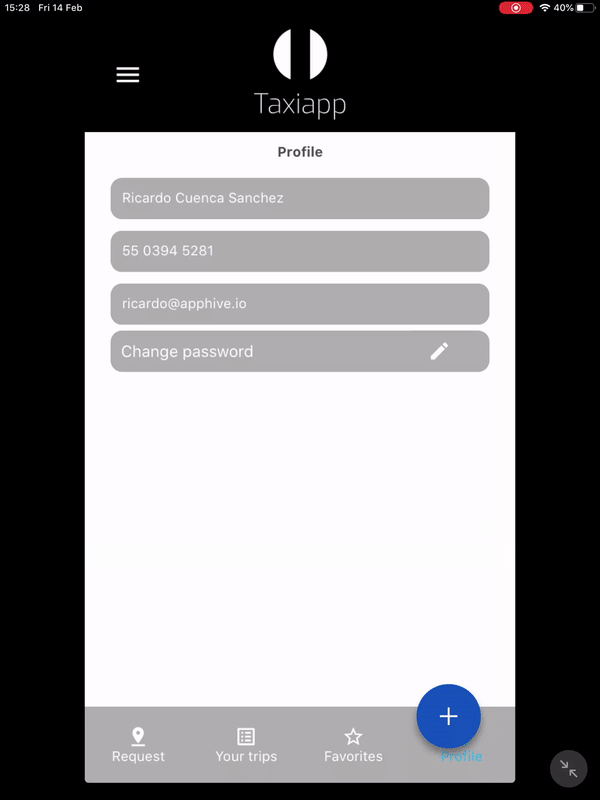 15:28 Fri 14 Feb
40%
Taxiapp
Profile
Ricardo Cuenca Sanchez
55 0394 5281
ricardo@apphive.io
Change password
Request
Your trips
Favorites
Profile